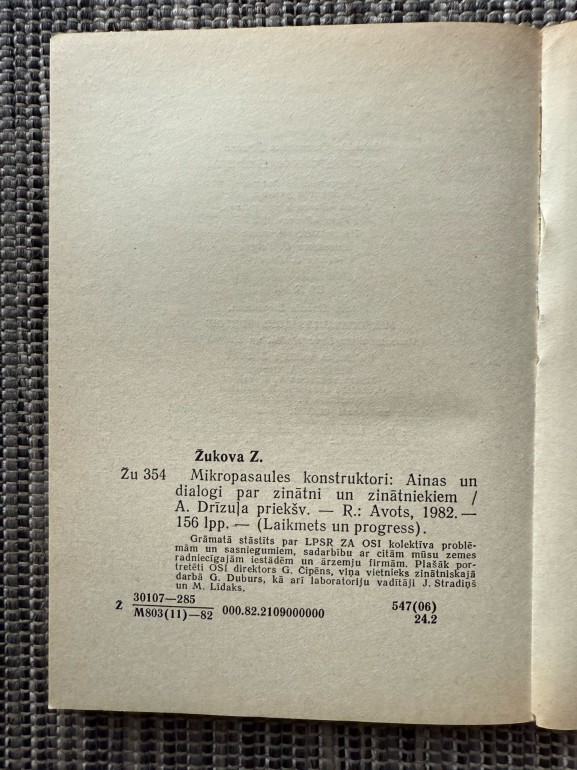 Žukova Z.
Žu 354 Mikropasaules konstruktori: Ainas un
dialogi par zinātni un zinātniekiem /
A. Drīzuļa priekšv. — R.: Avots, 1982. —
156 lpp. — (Laikmets un progress).
Grāmatā stāstīts par LPSR ZA OSI kolektīva problē-
mām un sasniegumiem, sadarbību ar citām mūsu zemes
radniecīgajām iestādēm un ārzemju firmām. Plašāk por-
tretēti OSI direktors G. Čipēns, viņa vietnieks zinātniskajā
darbā G. Duburs, kā arī laboratoriju vadītāji J. Stradiņš
un M. Līdaks.
Ž 30107—285 000.82.2109000000 547(06)
M803(11)—82 24.2